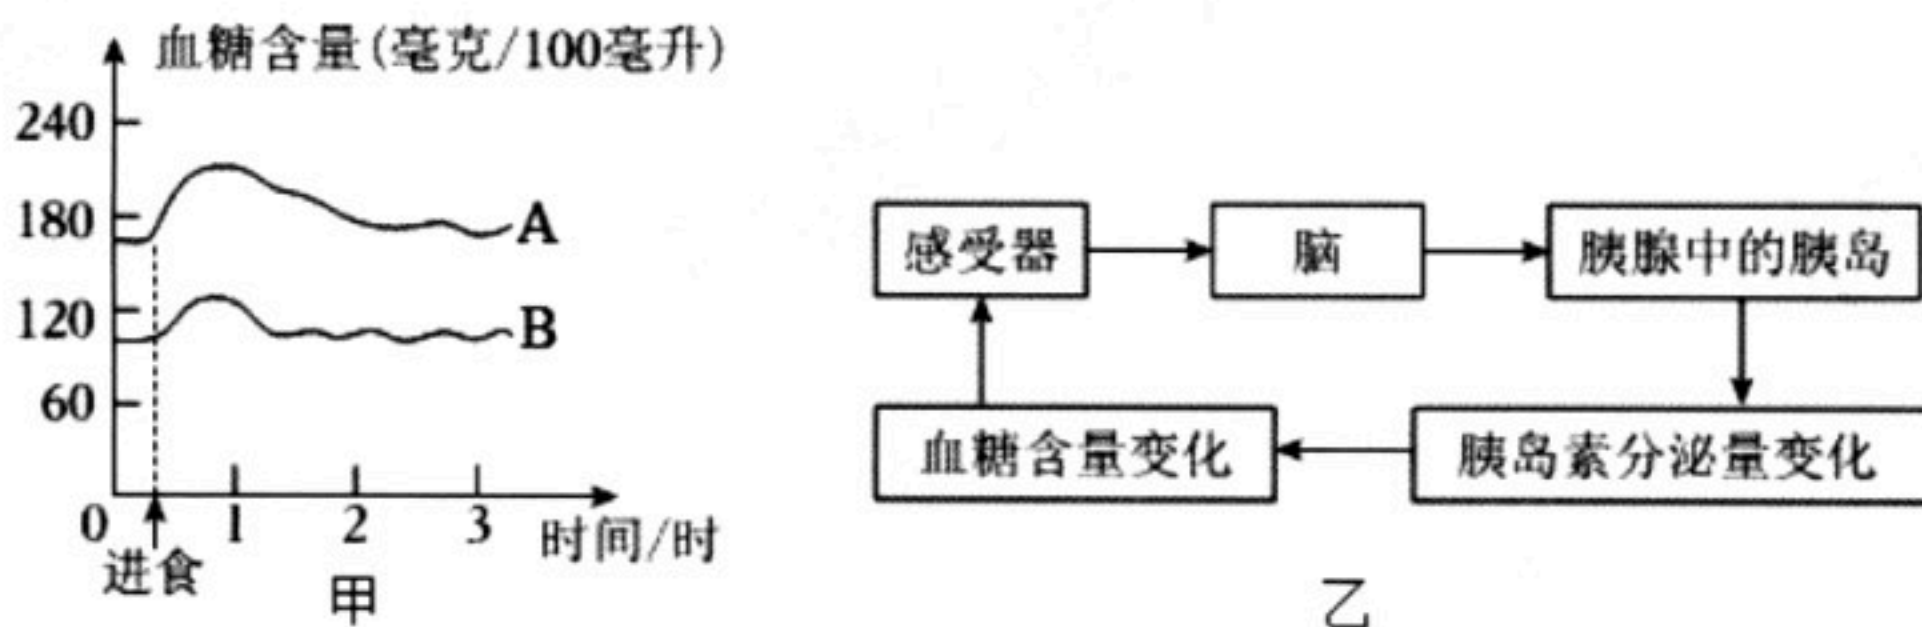 血糖含量(毫克/100毫升)
240
180
120
60
0
1
2
3
时间/时
进食
A
B
甲
感受器
脑
胰腺中的胰岛
血糖含量变化
胰岛素分泌量变化
乙